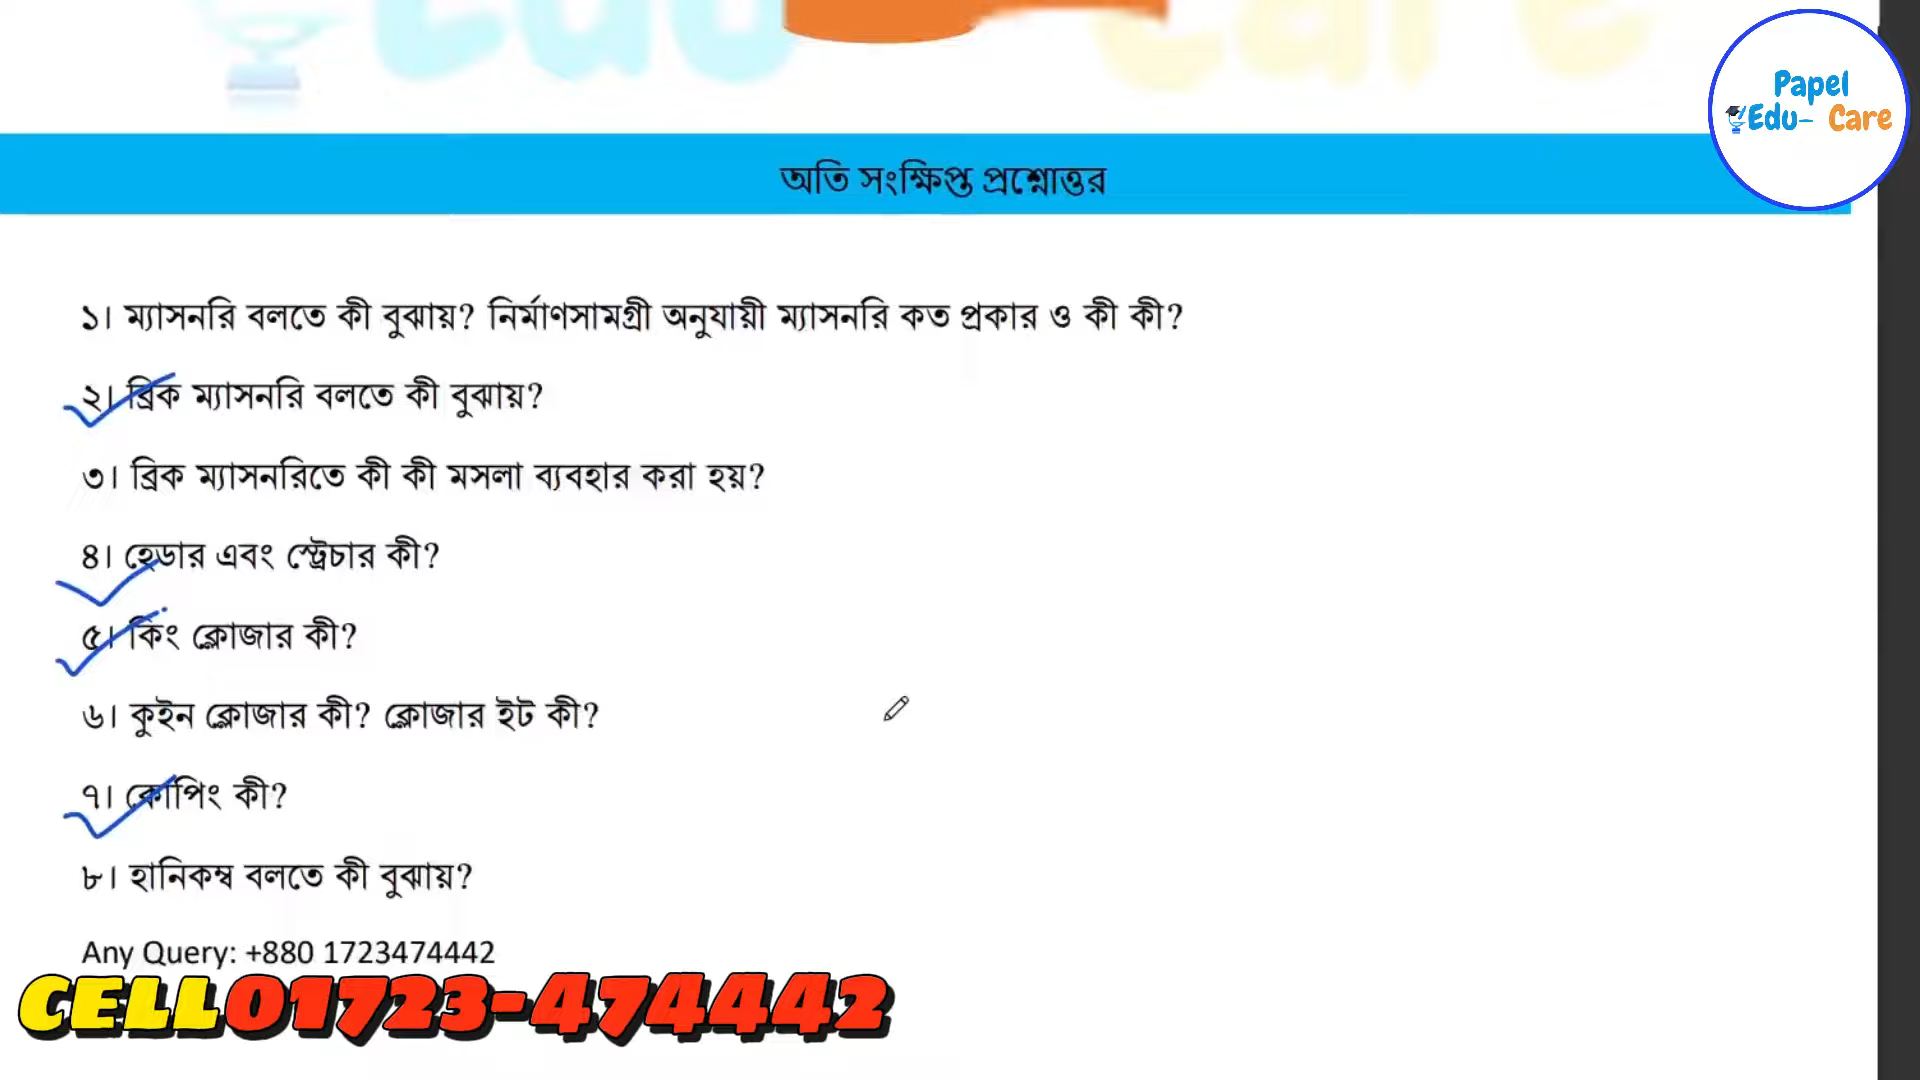 Edu Care
Papel
Edu- Care
অতি সংক্ষিপ্ত প্রশ্নোত্তর
১। ম্যাসনরি বলতে কী বুঝায়? নির্মাণসামগ্রী অনুযায়ী ম্যাসনরি কত প্রকার ও কী কী?
২। ব্রিক ম্যাসনরি বলতে কী বুঝায়?
৩। ব্রিক ম্যাসনরিতে কী কী মসলা ব্যবহার করা হয়?
৪। হেডার এবং স্ট্রেচার কী?
৫। কিং ক্লোজার কী?
৬। কুইন ক্লোজার কী? ক্লোজার ইট কী?
৭। কোপিং কী?
৮। হানিকম্ব বলতে কী বুঝায়?
Any Query: +880 1723474442
CELL01723-474442